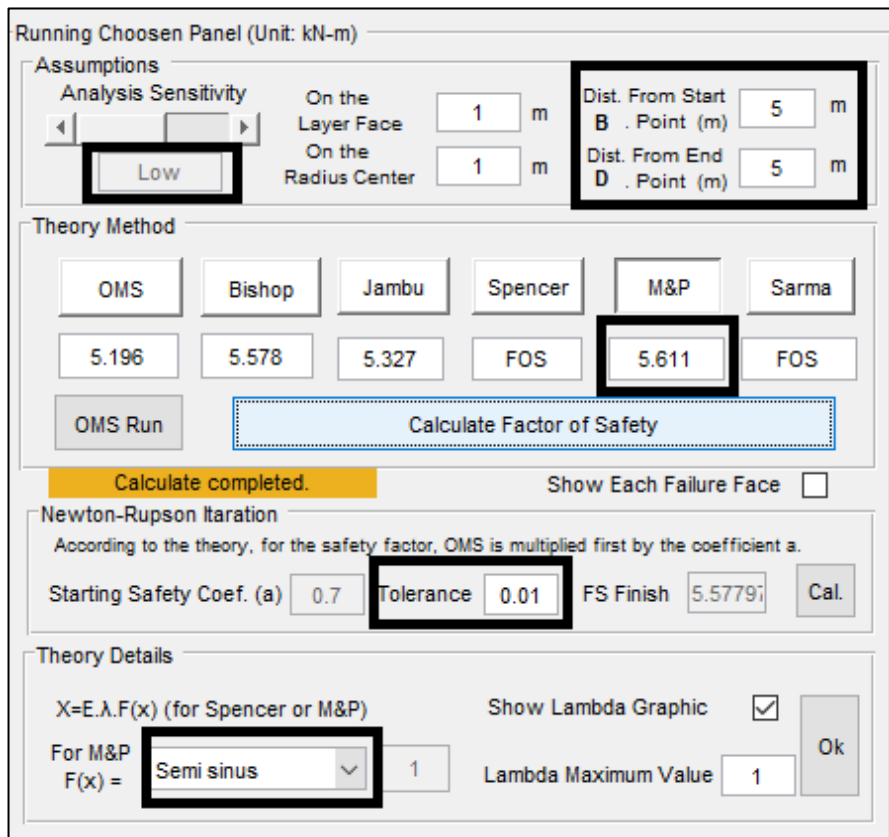 Running Choosen Panel (Unit: kN-m)
Assumptions
Analysis Sensitivity
Low
On the
Layer Face
1 m
On the
Radius Center
1 m
Dist. From Start
B . Point (m)
5 m
Dist. From End
D . Point (m)
5 m
Theory Method
OMS Bishop Jambu Spencer M&P Sarma
5.196 5.578 5.327 FOS 5.611 FOS
OMS Run Calculate Factor of Safety
Calculate completed. Show Each Failure Face
Newton-Rupson Itaration
According to the theory, for the safety factor, OMS is multiplied first by the coefficient a.
Starting Safety Coef. (a) 0.7 Tolerance 0.01 FS Finish 5.57797 Cal.
Theory Details
X=E.λ.F(x) (for Spencer or M&P) Show Lambda Graphic
For M&P
F(x) = Semi sinus 1 Lambda Maximum Value 1 Ok